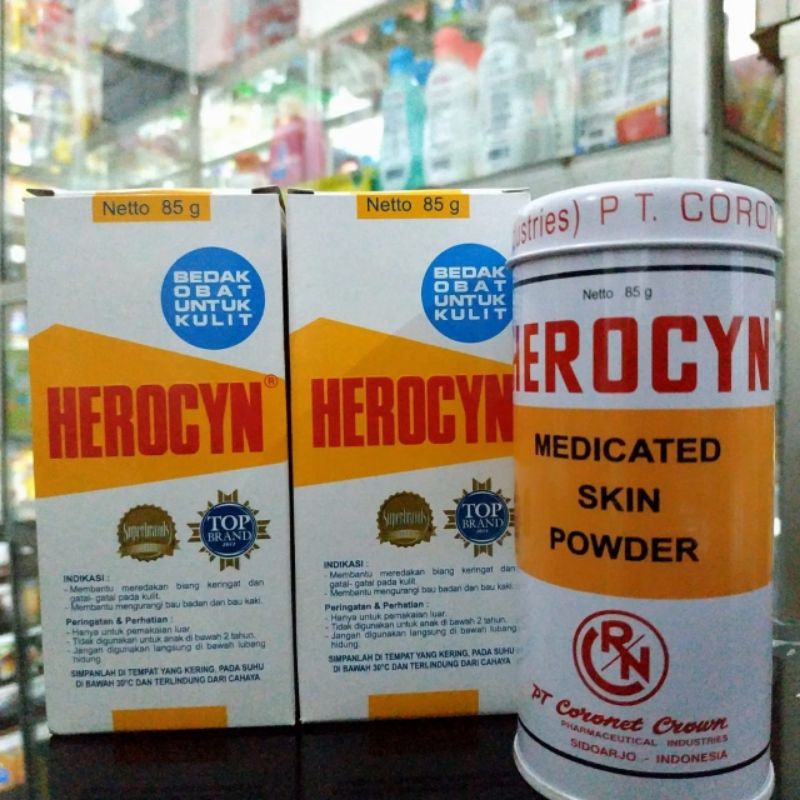 Netto 85 g
BEDAK
OBAT
UNTUK
KULIT
HEROCYN®
Superbrands
TOP
BRAND
INDIKASI :
- Membantu meredakan biang keringat dan
gatal- gatal pada kulit.
- Membantu mengurangi bau badan dan bau kaki.
Peringatan & Perhatian :
- Hanya untuk pemakaian luar.
- Tidak digunakan untuk anak di bawah 2 tahun.
- Jangan digunakan langsung di bawah lubang
hidung.
SIMPANLAH DI TEMPAT YANG KERING, PADA SUHU
DI BAWAH 30°C DAN TERLINDUNG DARI CAHAYA
Netto 85 g
BEDAK
OBAT
UNTUK
KULIT
HEROCYN
Superbrands
TOP
BRAND
INDIKASI :
- Membantu meredakan biang keringat dan
gatal- gatal pada kulit.
- Membantu mengurangi bau badan dan bau kaki.
Peringatan & Perhatian :
- Hanya untuk pemakaian luar.
- Tidak digunakan untuk anak di bawah 2 tahun.
- Jangan digunakan langsung di bawah lubang
hidung.
SIMPANLAH DI TEMPAT YANG KERING, PADA SUHU
DI BAWAH 30°C DAN TERLINDUNG DARI CAHAYA
ustries) PT. CORON
Netto 85 g
HEROCYN
MEDICATED
SKIN
POWDER
CRN
PT Coronet Crown
PHARMACEUTICAL INDUSTRIES
SIDOARJO - INDONESIA